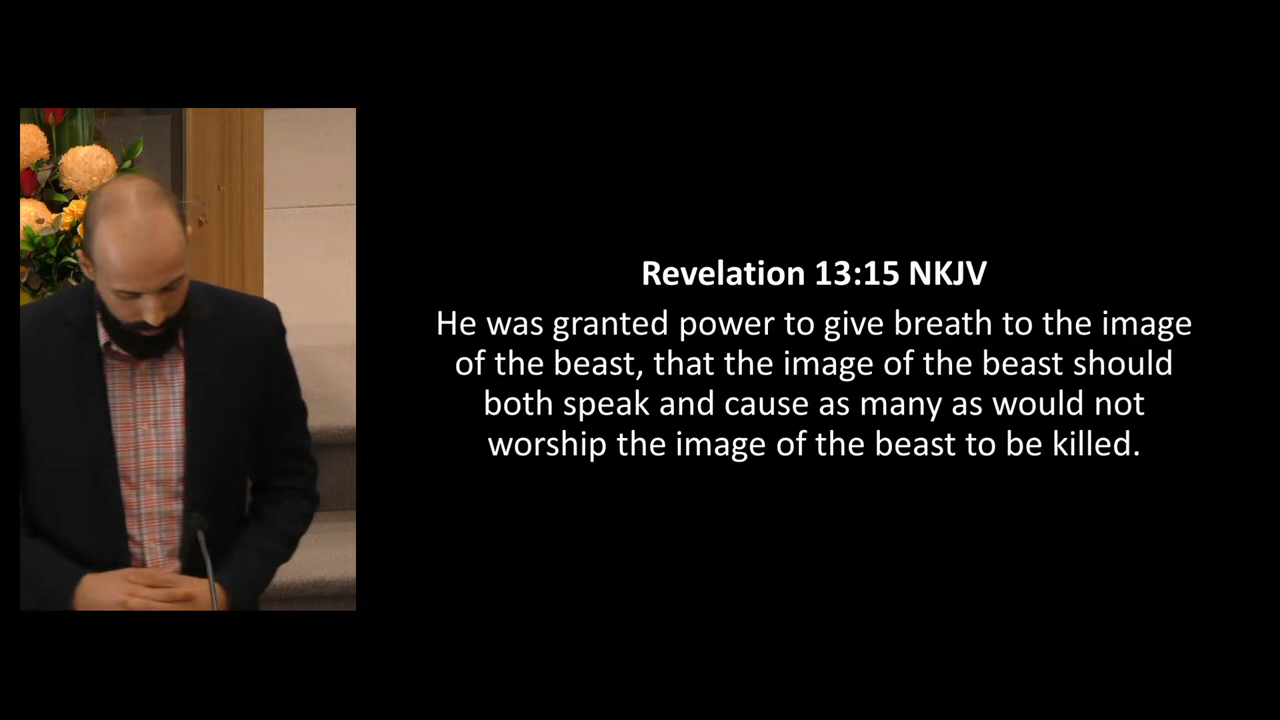 Revelation 13:15 NKJV
He was granted power to give breath to the image
of the beast, that the image of the beast should
both speak and cause as many as would not
worship the image of the beast to be killed.